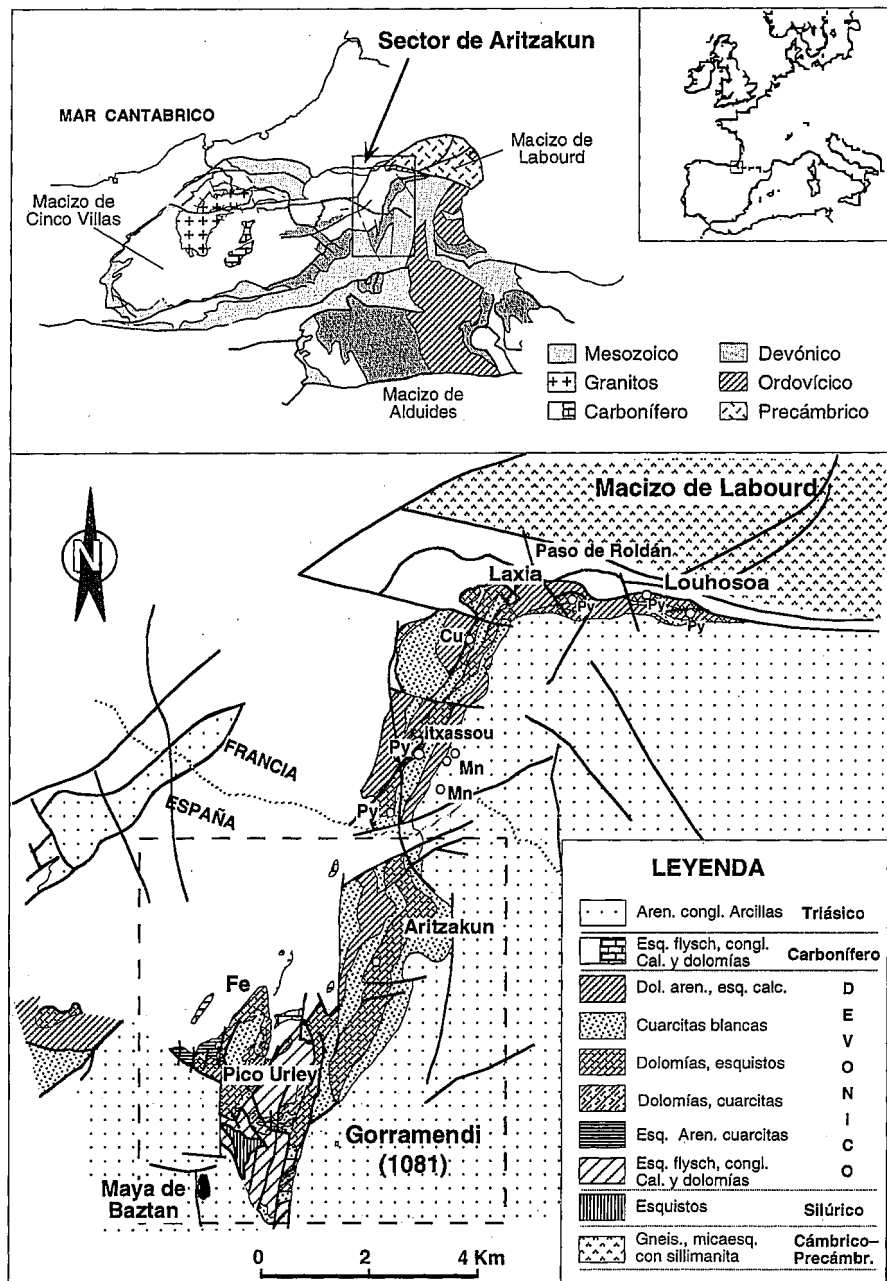 Sector de Aritzakun
MAR CANTABRICO
Macizo de
Labourd
Macizo de
Cinco Villas
Mesozoico
Devónico
Granitos
Ordovícico
Carbonífero
Precámbrico
Macizo de
Alduides
Macizo de Labourd
N
Paso de Roldán
Laxia
Louhosoa
Py
Py
Py
Cu
Itxassou
Py
Mn
Mn
FRANCIA
ESPAÑA
Py
Aritzakun
Fe
Pico Urley
Gorramendi
(1081)
Maya de
Baztan
0 2 4 Km
LEYENDA
Aren. congl. Arcillas Triásico
Esq. flysch, congl.
Cal. y dolomías Carbonífero
Dol. aren., esq. calc. D
E
Cuarcitas blancas V
Dolomías, esquistos O
N
Dolomías, cuarcitas I
Esq. Aren. cuarcitas C
Esq. flysch, congl.
Cal. y dolomías O
Esquistos Silúrico
Gneis., micaesq. Cámbrico–
con sillimanita Precámbr.